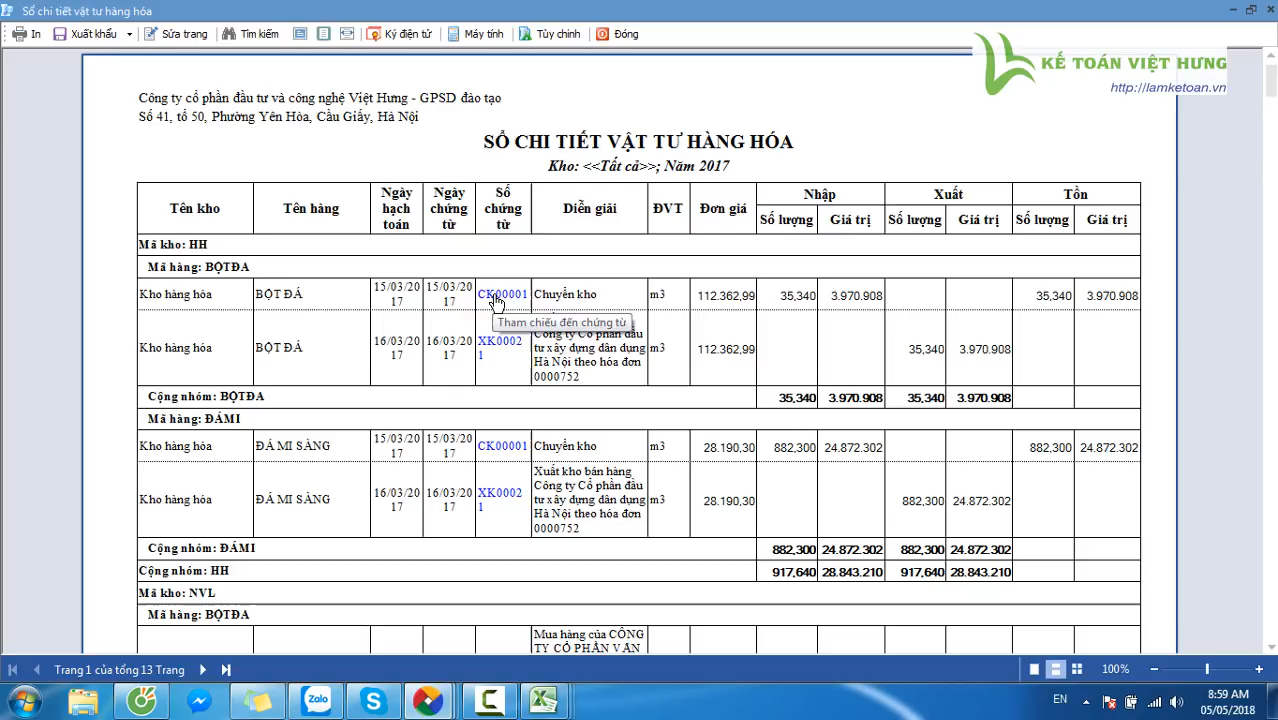 Sổ chi tiết vật tư hàng hóa
In Xuất khẩu Sửa trang Tìm kiếm Ký điện tử Máy tính Tùy chỉnh Đóng
KẾ TOÁN VIỆT HƯNG
http://lamketoan.vn
Công ty cổ phần đầu tư và công nghệ Việt Hưng - GPSD đào tạo
Số 41, tổ 50, Phường Yên Hòa, Cầu Giấy, Hà Nội
SỔ CHI TIẾT VẬT TƯ HÀNG HÓA
Kho: <<Tất cả>>; Năm 2017
Tên kho Tên hàng Ngày hạch toán Ngày chứng từ Số chứng từ Diễn giải ĐVT Đơn giá Nhập Xuất Tồn
Số lượng Giá trị Số lượng Giá trị Số lượng Giá trị
Mã kho: HH
Mã hàng: BỘTĐA
Kho hàng hóa BỘT ĐÁ 15/03/2017 15/03/2017 CK00001 Chuyển kho m3 112.362,99 35,340 3.970.908 35,340 3.970.908
Tham chiếu đến chứng từ
Kho hàng hóa BỘT ĐÁ 16/03/2017 16/03/2017 XK00021 Công ty Cổ phần đầu tư xây dựng dân dụng Hà Nội theo hóa đơn 0000752 m3 112.362,99 35,340 3.970.908
Cộng nhóm: BỘTĐA 35,340 3.970.908 35,340 3.970.908
Mã hàng: ĐÁMI
Kho hàng hóa ĐÁ MI SÀNG 15/03/2017 15/03/2017 CK00001 Chuyển kho m3 28.190,30 882,300 24.872.302 882,300 24.872.302
Kho hàng hóa ĐÁ MI SÀNG 16/03/2017 16/03/2017 XK00021 Xuất kho bán hàng Công ty Cổ phần đầu tư xây dựng dân dụng Hà Nội theo hóa đơn 0000752 m3 28.190,30 882,300 24.872.302
Cộng nhóm: ĐÁMI 882,300 24.872.302 882,300 24.872.302
Cộng nhóm: HH 917,640 28.843.210 917,640 28.843.210
Mã kho: NVL
Mã hàng: BỘTĐA
Mua hàng của CÔNG
TY CỔ PHẦN VĂN
Trang 1 của tổng 13 Trang 100%
Zalo
EN 8:59 AM
05/05/2018